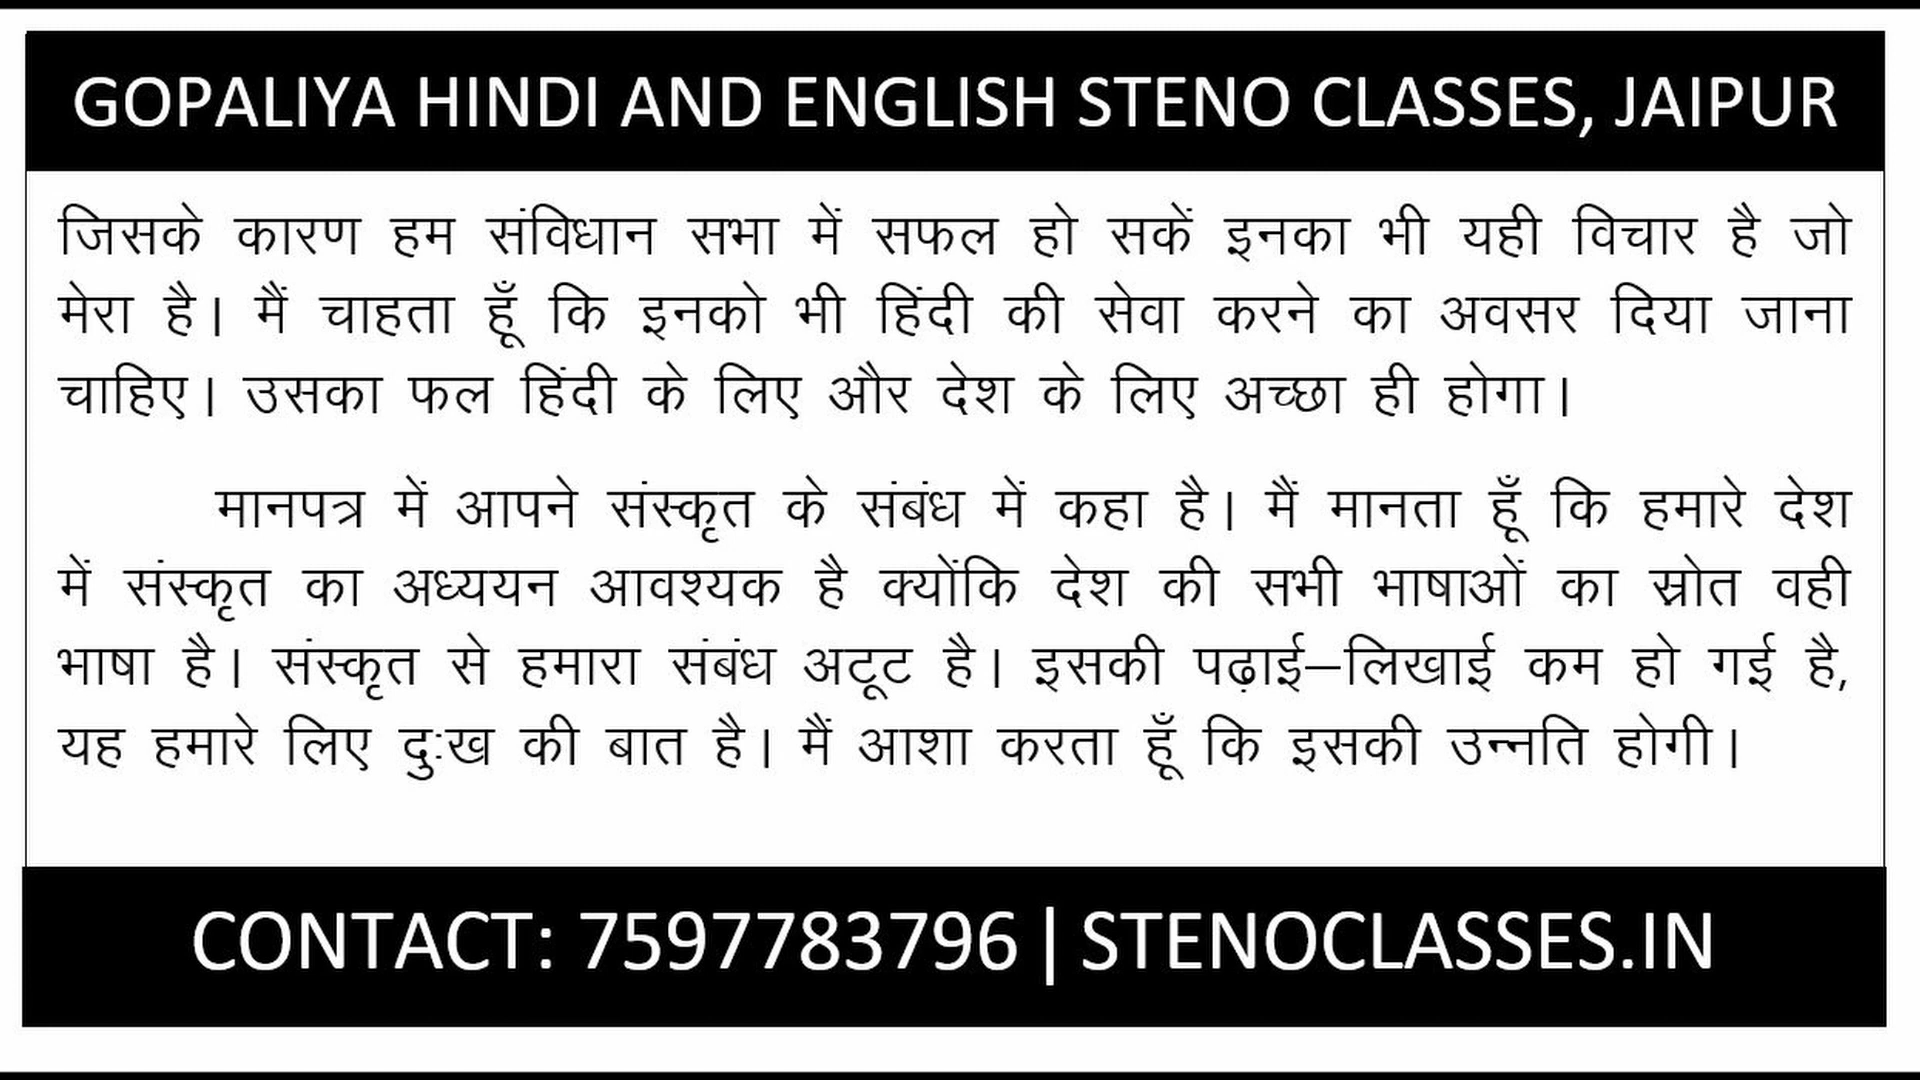 GOPALIYA HINDI AND ENGLISH STENO CLASSES, JAIPUR
जिसके कारण हम संविधान सभा में सफल हो सकें इनका भी यही विचार है जो
मेरा है। मैं चाहता हूँ कि इनको भी हिंदी की सेवा करने का अवसर दिया जाना
चाहिए। उसका फल हिंदी के लिए और देश के लिए अच्छा ही होगा।
मानपत्र में आपने संस्कृत के संबंध में कहा है। मैं मानता हूँ कि हमारे देश
में संस्कृत का अध्ययन आवश्यक है क्योंकि देश की सभी भाषाओं का स्रोत वही
भाषा है। संस्कृत से हमारा संबंध अटूट है। इसकी पढ़ाई–लिखाई कम हो गई है,
यह हमारे लिए दुःख की बात है। मैं आशा करता हूँ कि इसकी उन्नति होगी।
CONTACT: 7597783796 | STENOCLASSES.IN